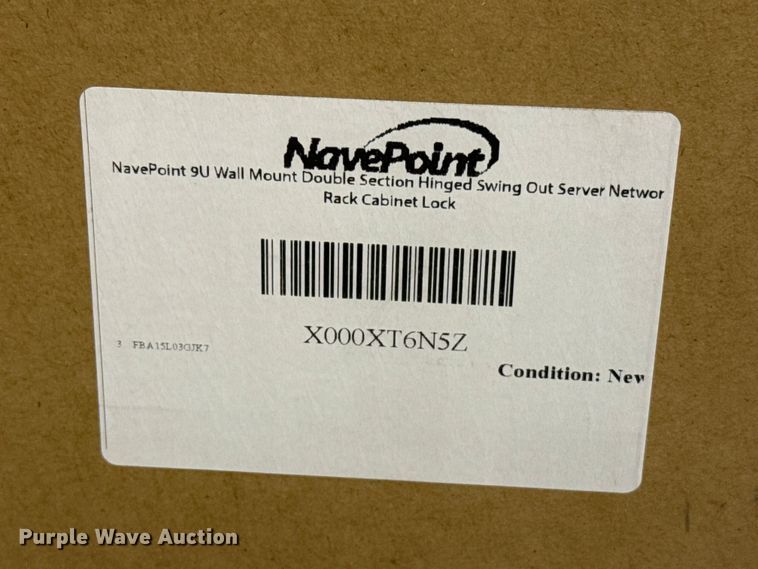 NavePoint
NavePoint 9U Wall Mount Double Section Hinged Swing Out Server Networ
Rack Cabinet Lock
X000XT6N5Z
3 FBA15L03GJK7
Condition: New
Purple Wave Auction